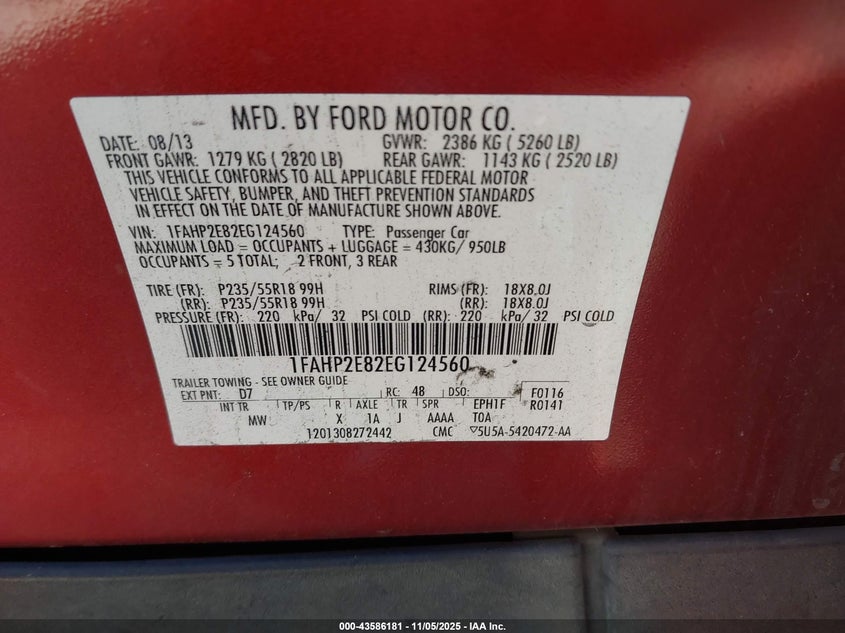 MFD. BY FORD MOTOR CO.
DATE: 08/13 GVWR: 2386 KG ( 5260 LB)
FRONT GAWR: 1279 KG ( 2820 LB) REAR GAWR: 1143 KG ( 2520 LB)
THIS VEHICLE CONFORMS TO ALL APPLICABLE FEDERAL MOTOR
VEHICLE SAFETY, BUMPER, AND THEFT PREVENTION STANDARDS
IN EFFECT ON THE DATE OF MANUFACTURE SHOWN ABOVE.
VIN: 1FAHP2E82EG124560 TYPE: Passenger Car
MAXIMUM LOAD = OCCUPANTS + LUGGAGE = 430KG/ 950LB
OCCUPANTS = 5 TOTAL; 2 FRONT, 3 REAR
TIRE (FR): P235/55R18 99H RIMS (FR): 18X8.0J
(RR): P235/55R18 99H (RR): 18X8.0J
PRESSURE (FR): 220 kPa/ 32 PSI COLD (RR): 220 kPa/ 32 PSI COLD
1FAHP2E82EG124560
TRAILER TOWING - SEE OWNER GUIDE
EXT PNT: D7 RC: 48 DSO: F0116
INT TR TP/PS R AXLE TR SPR EPH1F R0141
MW X 1A J AAAA T0A
1201308272442 CMC ▽5U5A-5420472-AA
000-43586181 - 11/05/2025 - IAA Inc.